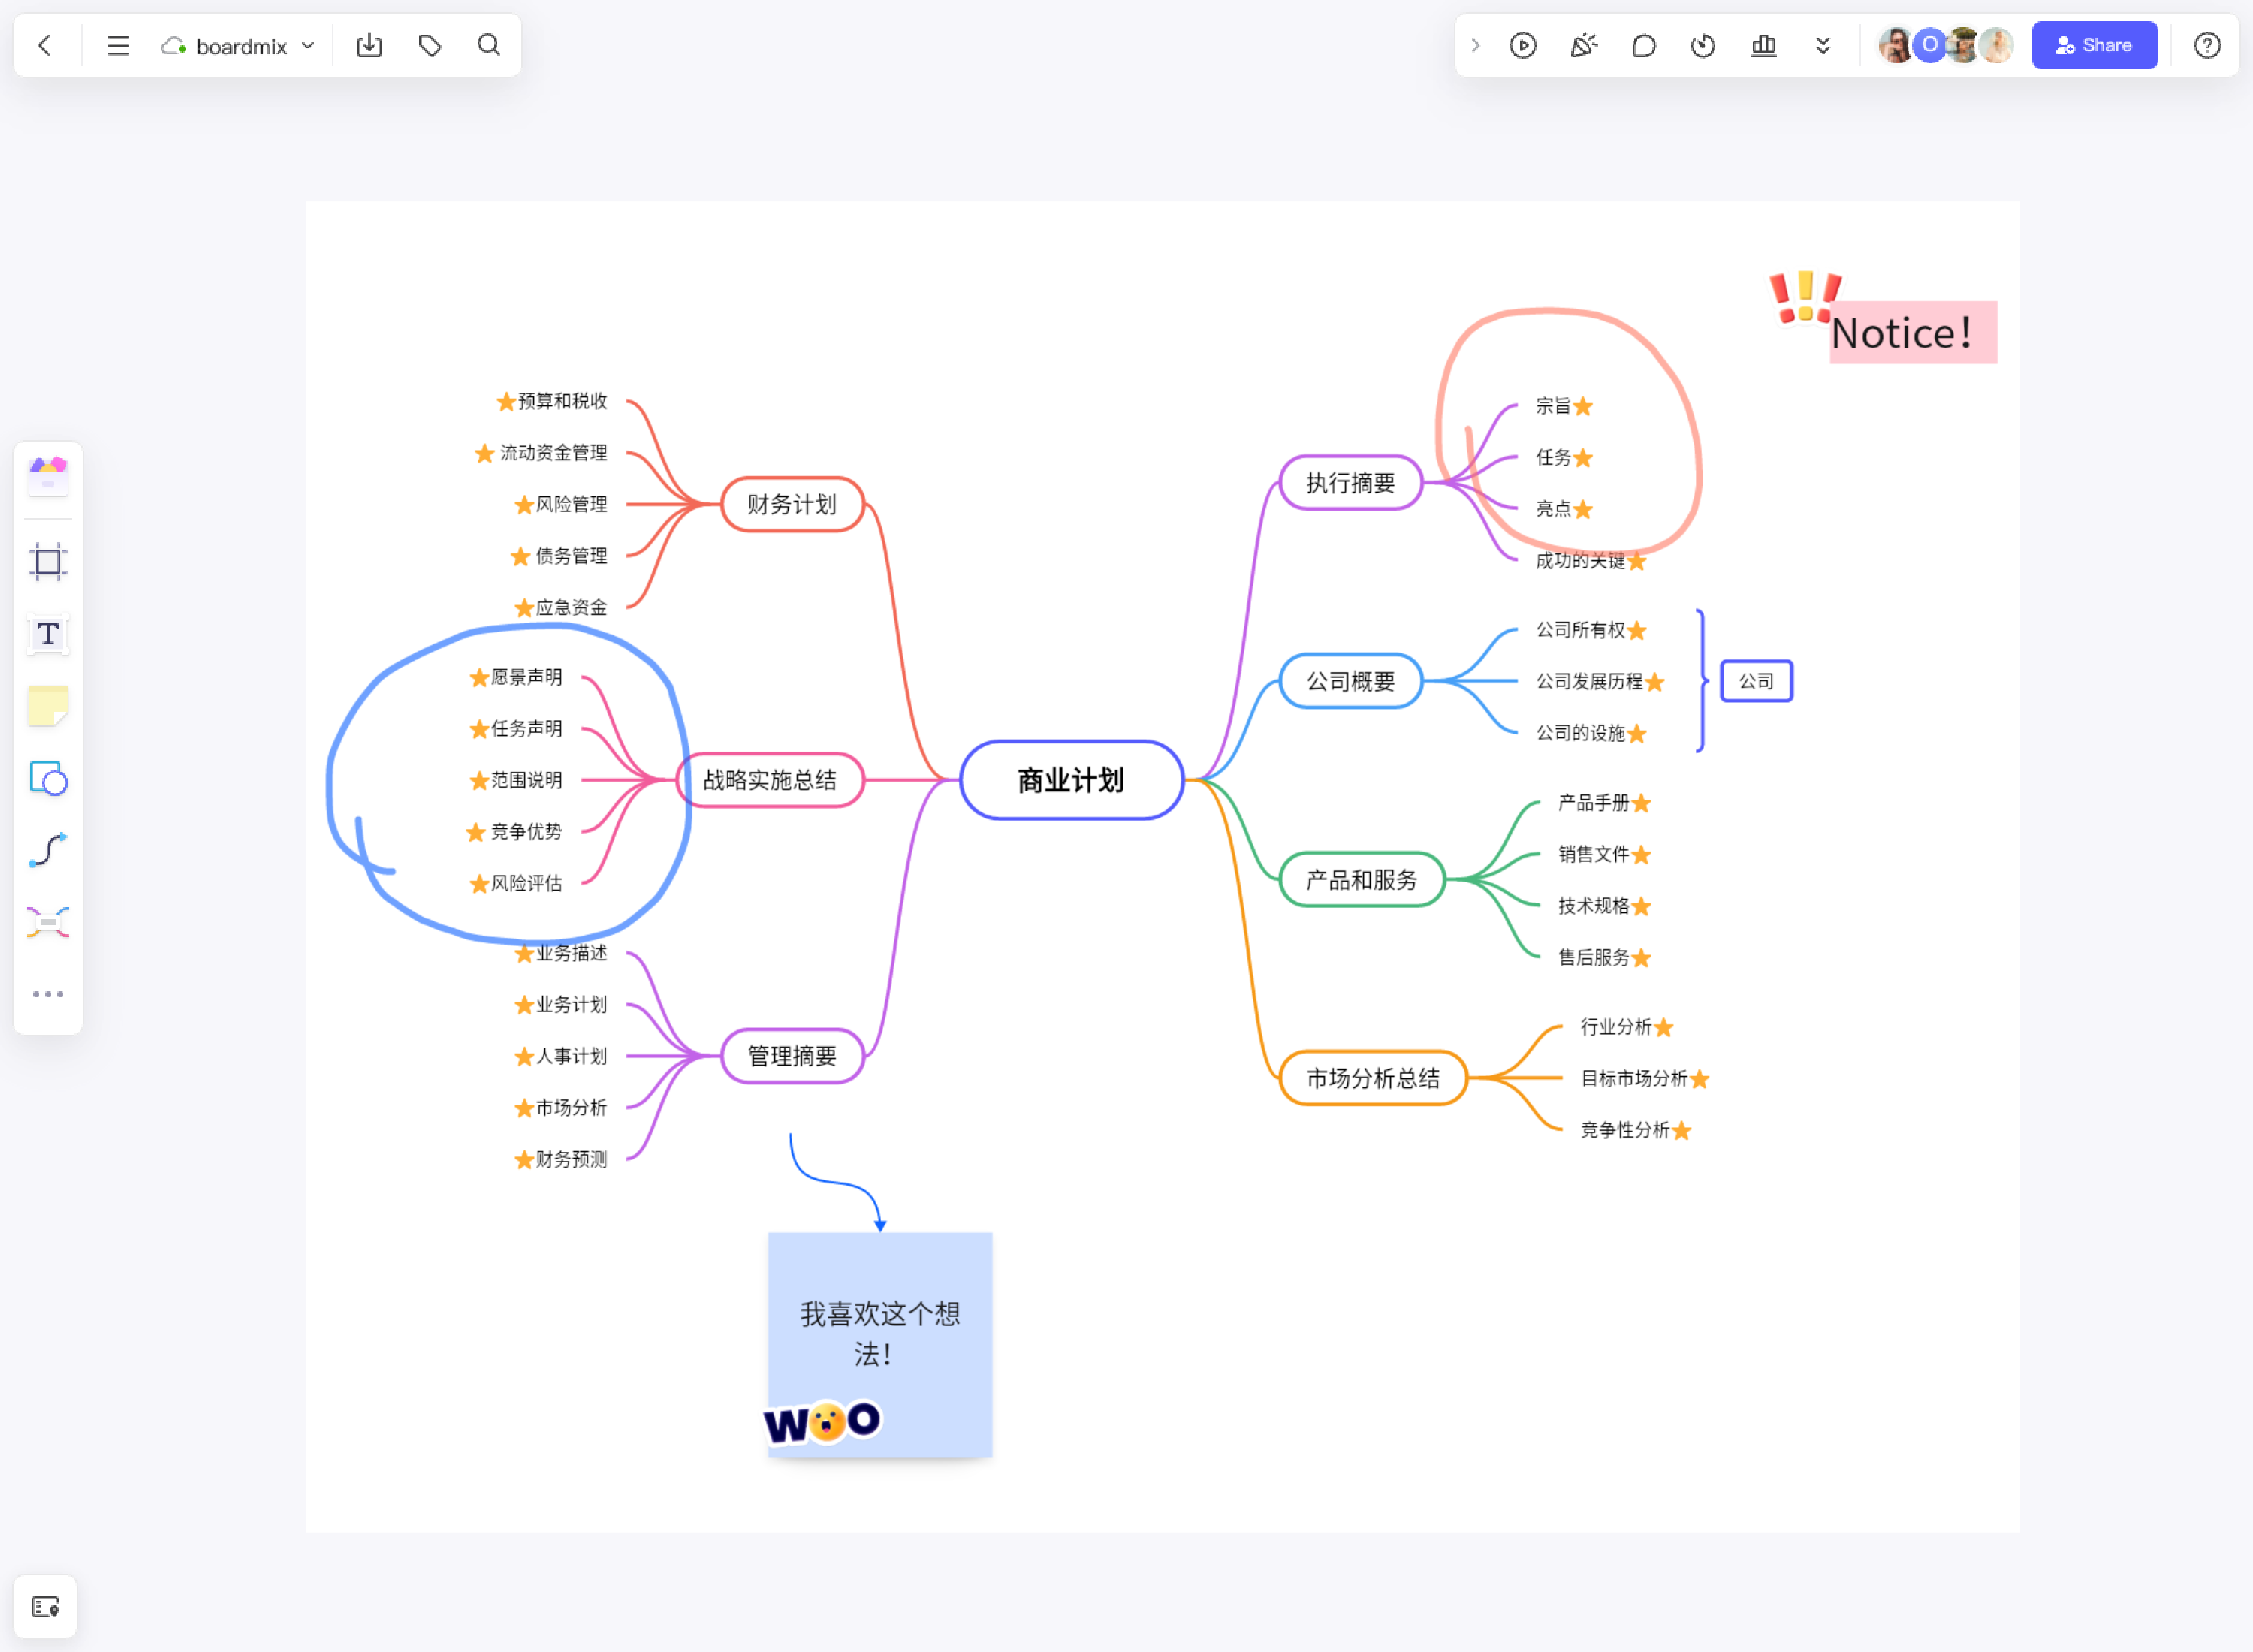 boardmix
O
Share
Notice!
预算和税收
流动资金管理
风险管理
债务管理
应急资金
财务计划
愿景声明
任务声明
范围说明
竞争优势
风险评估
战略实施总结
业务描述
业务计划
人事计划
市场分析
财务预测
管理摘要
商业计划
执行摘要
宗旨
任务
亮点
成功的关键
公司概要
公司所有权
公司发展历程
公司的设施
公司
产品和服务
产品手册
销售文件
技术规格
售后服务
市场分析总结
行业分析
目标市场分析
竞争性分析
我喜欢这个想
法！
WOO
T